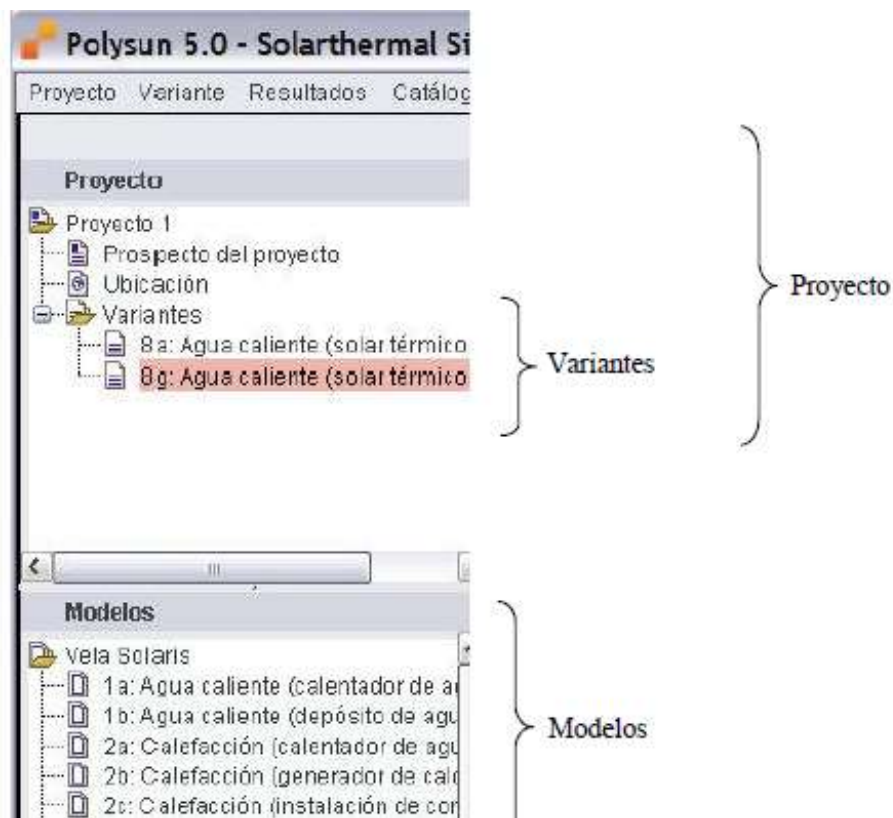 Polysun 5.0 - Solarthermal Si
Proyecto Variante Resultados Catálog
Proyecto
Proyecto 1
Prospecto del proyecto
Ubicación
Variantes
8a: Agua caliente (solar térmico
8g: Agua caliente (solar térmico
Variantes
Proyecto
Modelos
Vela Solaris
1a: Agua caliente (calentador de a
1b: Agua caliente (depósito de agu
2a: Calefacción (calentador de agu
2b: Calefacción (generador de calo
2c: Calefacción (instalación de cor
Modelos